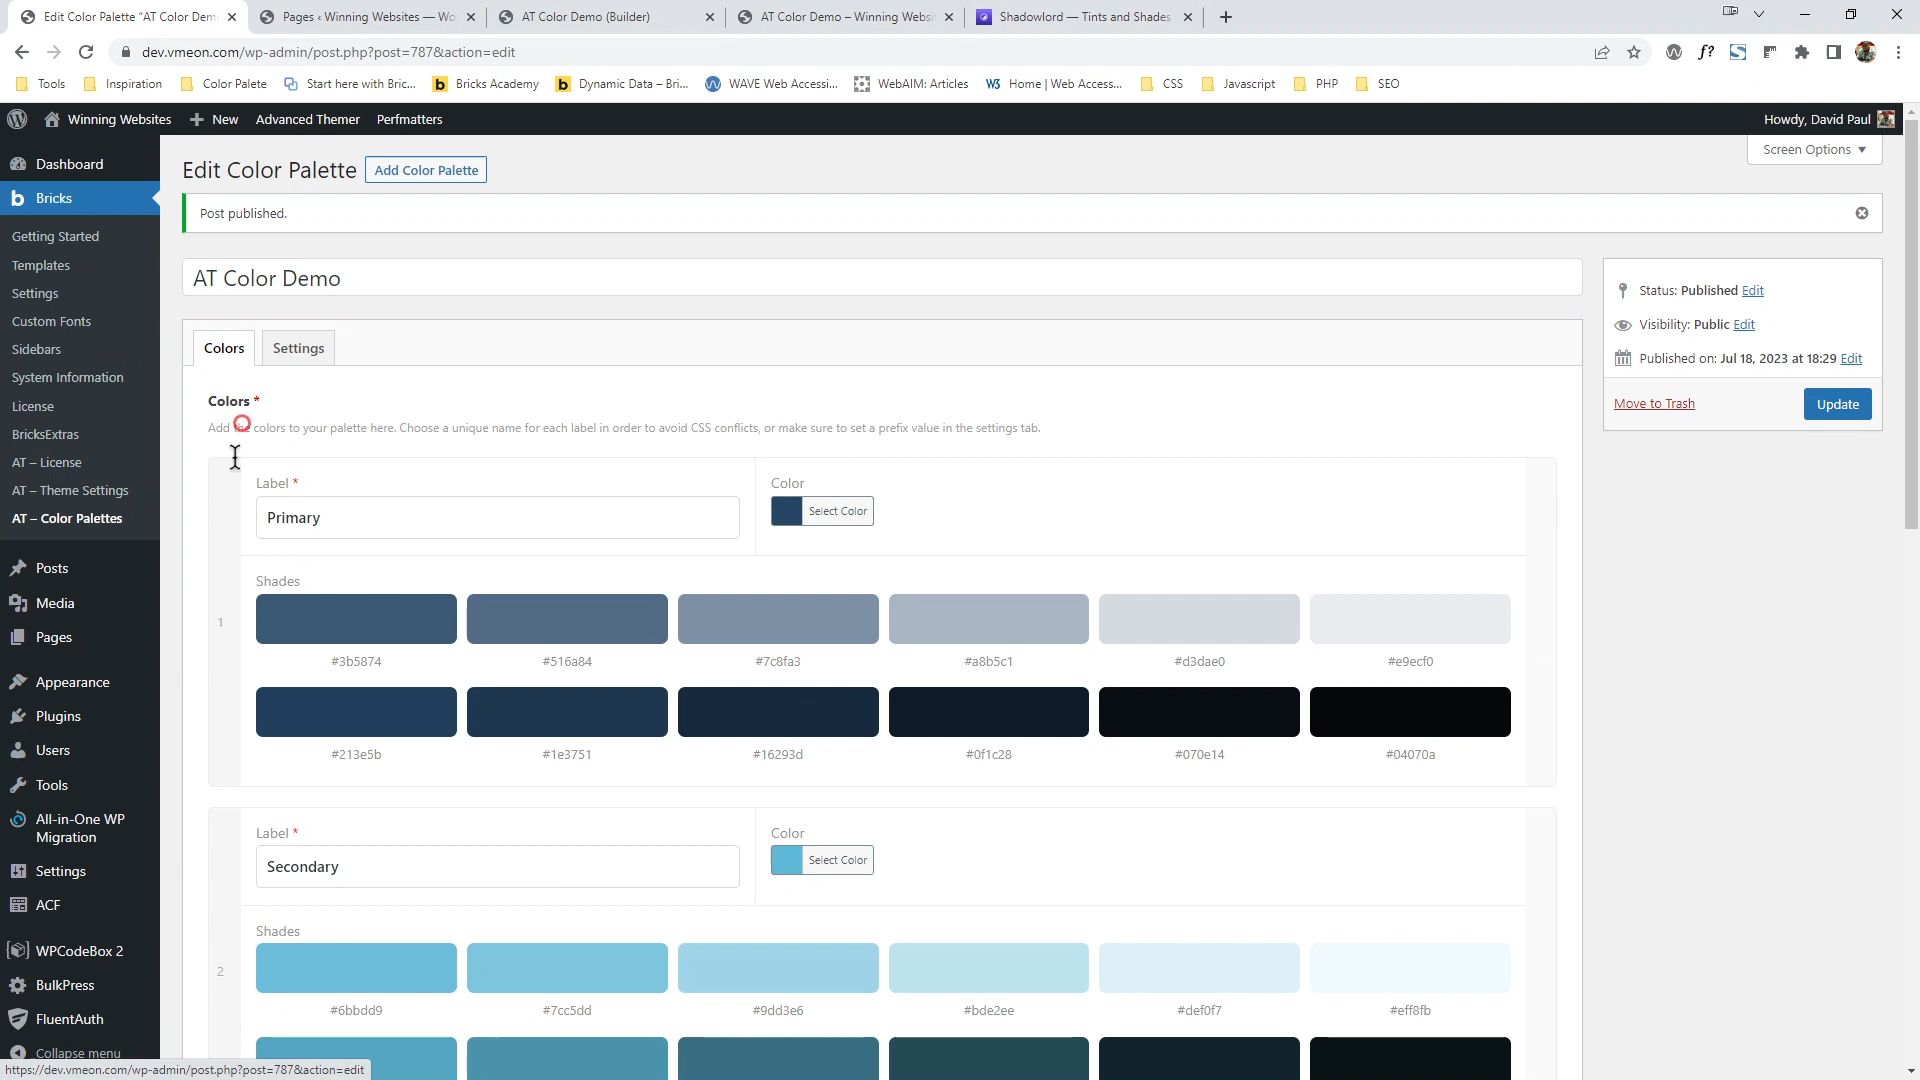 Edit Color Palette "AT Color Dem
Pages ‹ Winning Websites — Wo
AT Color Demo (Builder)
AT Color Demo – Winning Websi
Shadowlord — Tints and Shades
dev.vmeon.com/wp-admin/post.php?post=787&action=edit
f?
Tools
Inspiration
Color Palete
Start here with Bric...
Bricks Academy
Dynamic Data – Bri...
WAVE Web Accessi...
WebAIM: Articles
W3 Home | Web Access...
CSS
Javascript
PHP
SEO
Winning Websites
New
Advanced Themer
Perfmatters
Howdy, David Paul
Dashboard
Bricks
Getting Started
Templates
Settings
Custom Fonts
Sidebars
System Information
License
BricksExtras
AT – License
AT – Theme Settings
AT – Color Palettes
Posts
Media
Pages
Appearance
Plugins
Users
Tools
All-in-One WP
Migration
Settings
ACF
WPCodeBox 2
BulkPress
FluentAuth
Collapse menu
https://dev.vmeon.com/wp-admin/post.php?post=787&action=edit
Screen Options
Edit Color Palette
Add Color Palette
Post published.
AT Color Demo
Colors
Settings
Colors *
Add the colors to your palette here. Choose a unique name for each label in order to avoid CSS conflicts, or make sure to set a prefix value in the settings tab.
1
Label *
Primary
Color
Select Color
Shades
#3b5874
#516a84
#7c8fa3
#a8b5c1
#d3dae0
#e9ecf0
#213e5b
#1e3751
#16293d
#0f1c28
#070e14
#04070a
2
Label *
Secondary
Color
Select Color
Shades
#6bbdd9
#7cc5dd
#9dd3e6
#bde2ee
#def0f7
#eff8fb
Status: Published Edit
Visibility: Public Edit
Published on: Jul 18, 2023 at 18:29 Edit
Move to Trash
Update